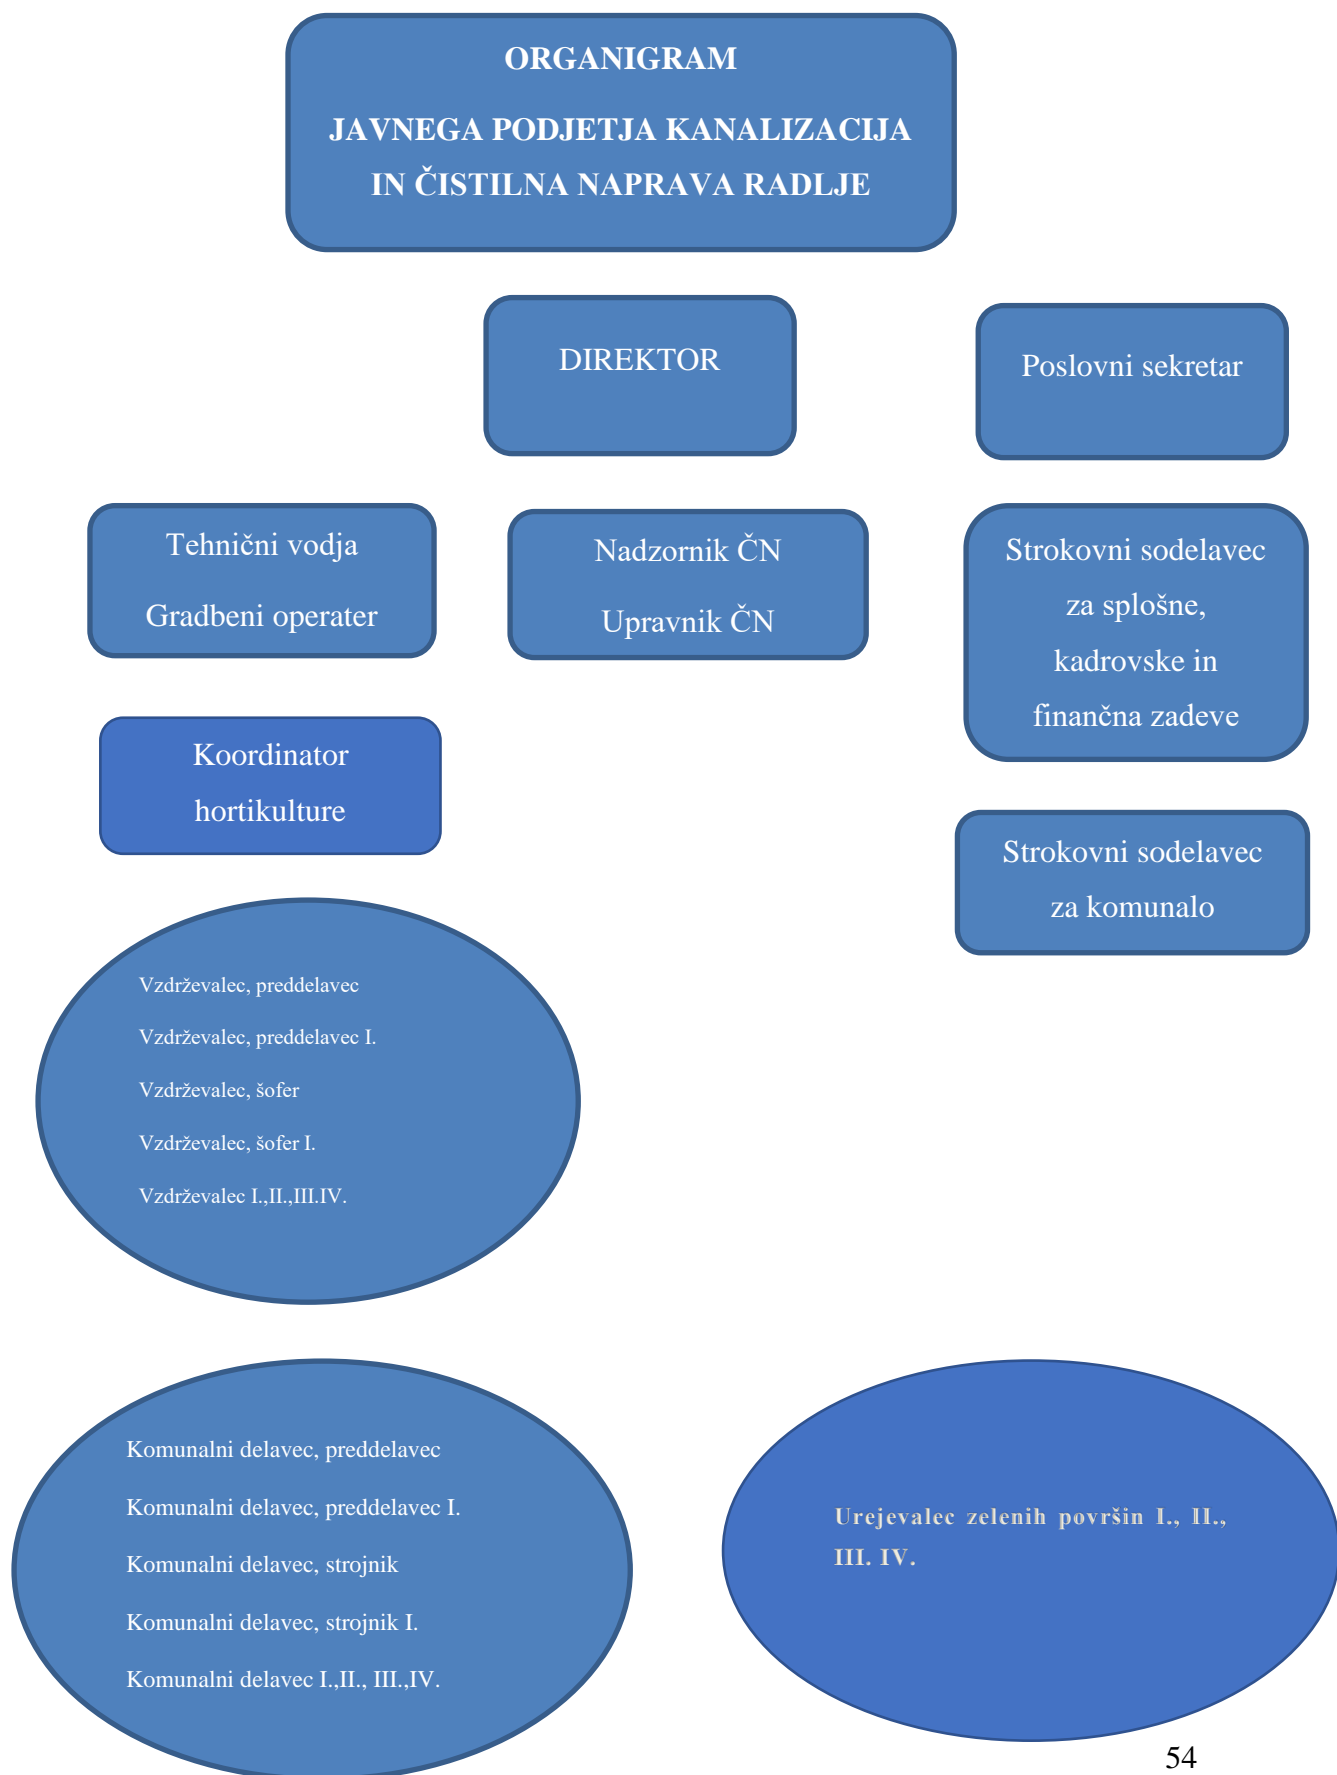 ORGANIGRAM
JAVNEGA PODJETJA KANALIZACIJA
IN ČISTILNA NAPRAVA RADLJE
DIREKTOR
Poslovni sekretar
Tehnični vodja
Gradbeni operater
Nadzornik ČN
Upravnik ČN
Strokovni sodelavec
za splošne,
kadrovske in
finančna zadeve
Koordinator
hortikulture
Strokovni sodelavec
za komunalo
Vzdrževalec, preddelavec
Vzdrževalec, preddelavec I.
Vzdrževalec, šofer
Vzdrževalec, šofer I.
Vzdrževalec I.,II.,III.IV.
Komunalni delavec, preddelavec
Komunalni delavec, preddelavec I.
Komunalni delavec, strojnik
Komunalni delavec, strojnik I.
Komunalni delavec I.,II., III.,IV.
Urejevalec zelenih površin I., II.,
III. IV.
54